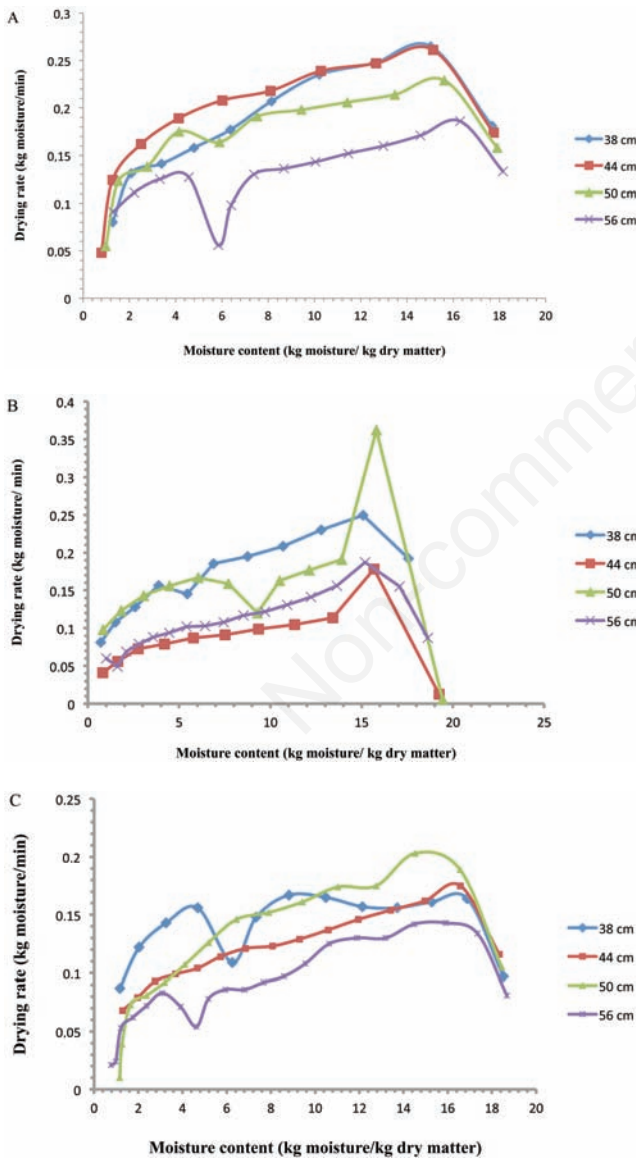 A
Drying rate (kg moisture/min)
0.3
0.25
0.2
0.15
0.1
0.05
0
0 2 4 6 8 10 12 14 16 18 20
Moisture content (kg moisture/ kg dry matter)
38 cm
44 cm
50 cm
56 cm
B
Drying rate (kg moisture/ min)
0.4
0.35
0.3
0.25
0.2
0.15
0.1
0.05
0
0 5 10 15 20 25
Moisture content (kg moisture/ kg dry matter)
38 cm
44 cm
50 cm
56 cm
C
Drying rate (kg moisture/min)
0.25
0.2
0.15
0.1
0.05
0
0 2 4 6 8 10 12 14 16 18 20
Moisture content (kg moisture/kg dry matter)
38 cm
44 cm
50 cm
56 cm